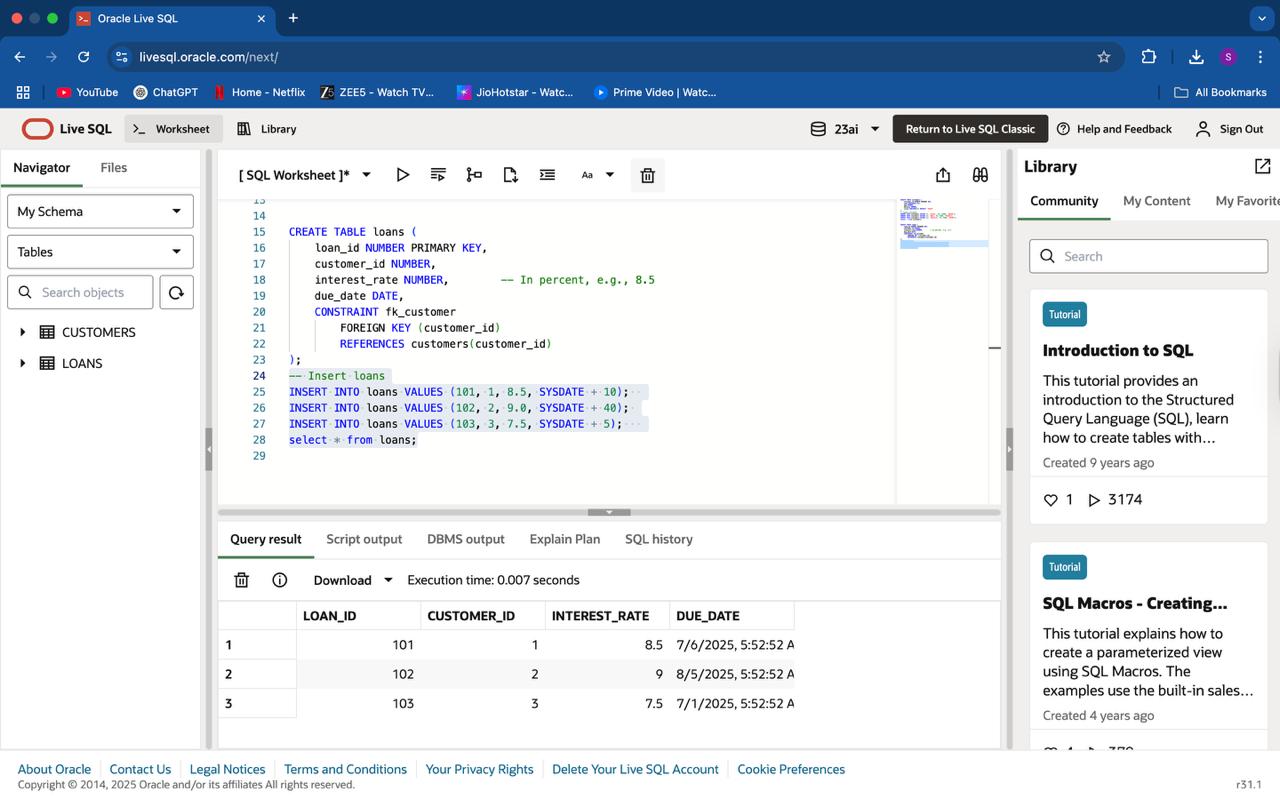 Oracle Live SQL
livesql.oracle.com/next/
S
YouTube
ChatGPT
Home - Netflix
ZEE5 - Watch TV...
JioHotstar - Watc...
Prime Video | Watc...
All Bookmarks
Live SQL
Worksheet
Library
23ai
Return to Live SQL Classic
Help and Feedback
Sign Out
Navigator
Files
My Schema
Tables
Search objects
CUSTOMERS
LOANS
[ SQL Worksheet ]*
Aa
13
14
15 CREATE TABLE loans (
16 loan_id NUMBER PRIMARY KEY,
17 customer_id NUMBER,
18 interest_rate NUMBER, -- In percent, e.g., 8.5
19 due_date DATE,
20 CONSTRAINT fk_customer
21 FOREIGN KEY (customer_id)
22 REFERENCES customers(customer_id)
23 );
24 -- Insert loans
25 INSERT INTO loans VALUES (101, 1, 8.5, SYSDATE + 10);
26 INSERT INTO loans VALUES (102, 2, 9.0, SYSDATE + 40);
27 INSERT INTO loans VALUES (103, 3, 7.5, SYSDATE + 5);
28 select * from loans;
29
Query result
Script output
DBMS output
Explain Plan
SQL history
Download
Execution time: 0.007 seconds
LOAN_ID CUSTOMER_ID INTEREST_RATE DUE_DATE
1 101 1 8.5 7/6/2025, 5:52:52 A
2 102 2 9 8/5/2025, 5:52:52 A
3 103 3 7.5 7/1/2025, 5:52:52 A
Library
Community
My Content
My Favorite
Search
Tutorial
Introduction to SQL
This tutorial provides an
introduction to the Structured
Query Language (SQL), learn
how to create tables with...
Created 9 years ago
1 3174
Tutorial
SQL Macros - Creating...
This tutorial explains how to
create a parameterized view
using SQL Macros. The
examples use the built-in sales...
Created 4 years ago
About Oracle
Contact Us
Legal Notices
Terms and Conditions
Your Privacy Rights
Delete Your Live SQL Account
Cookie Preferences
Copyright © 2014, 2025 Oracle and/or its affiliates All rights reserved.
r31.1